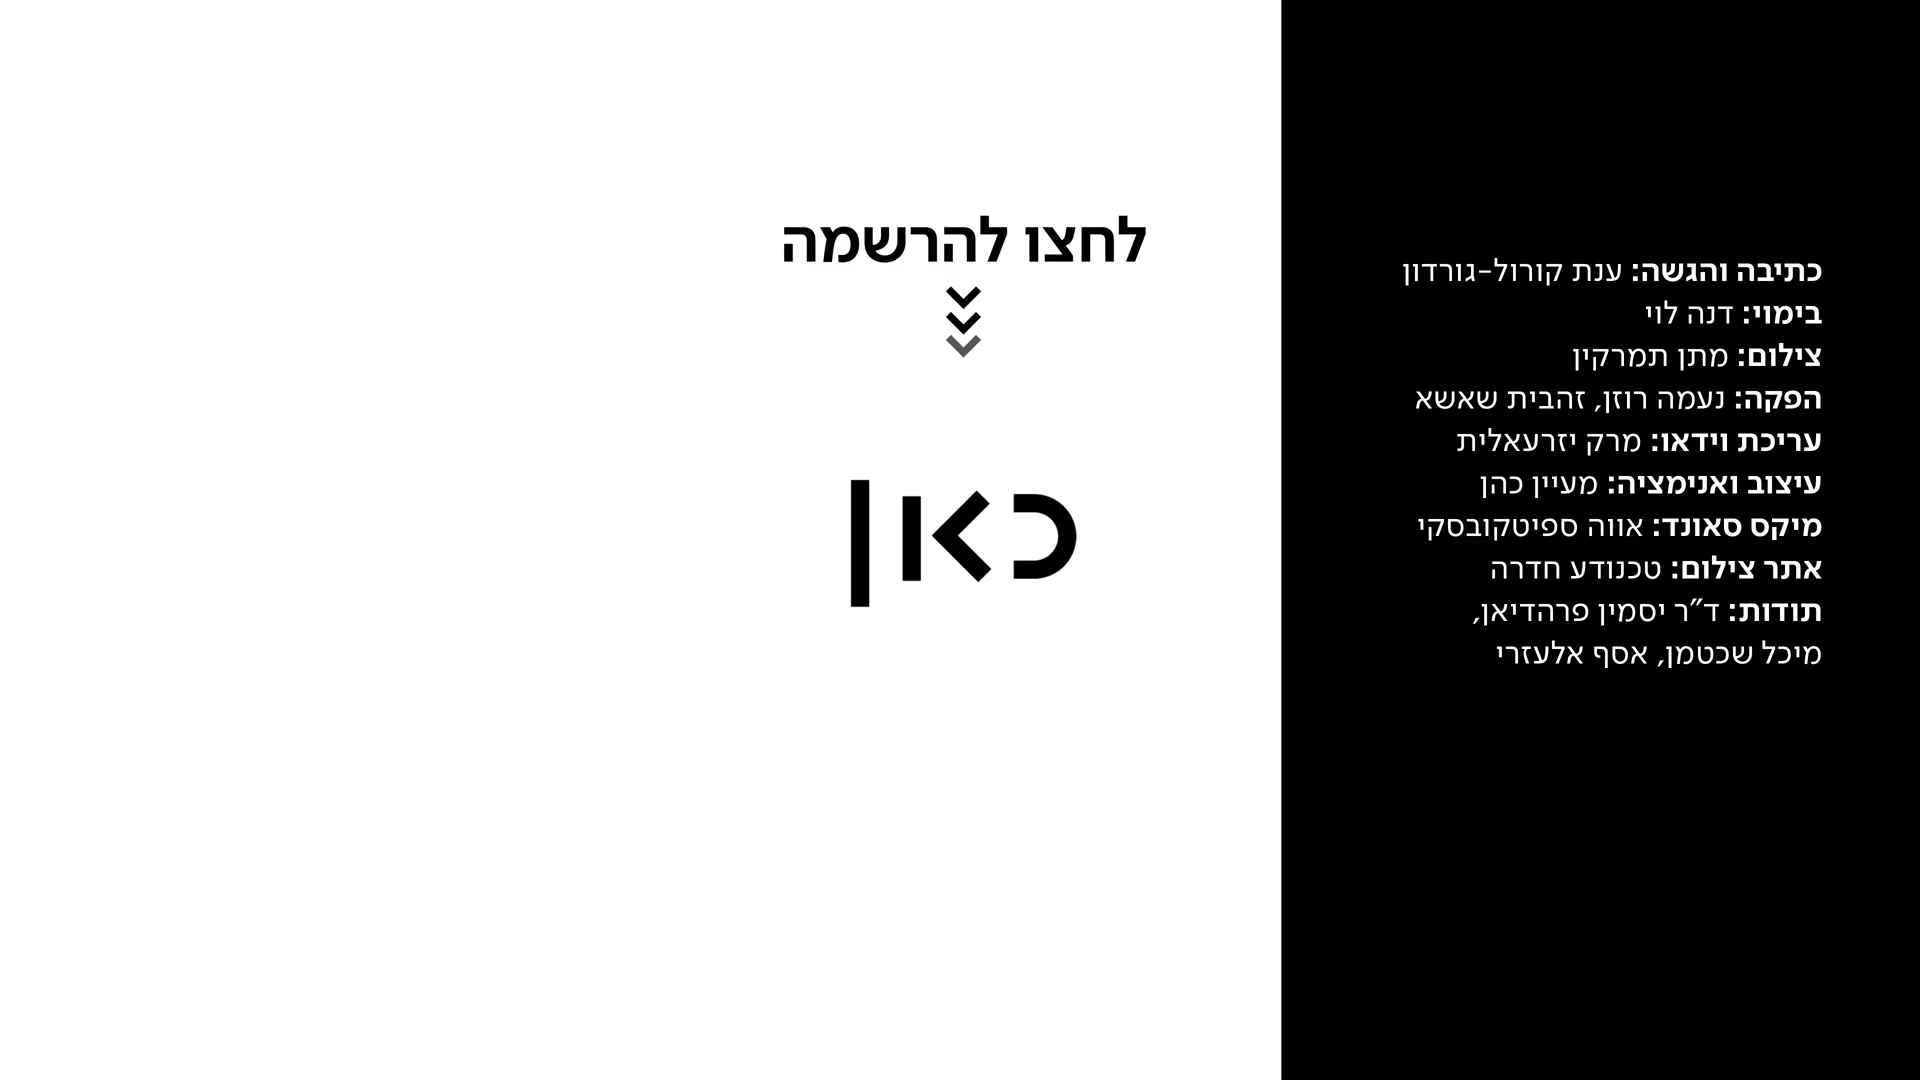 לחצו להרשמה
כאן
כתיבה והגשה: ענת קורול-גורדון
בימוי: דנה לוי
צילום: מתן תמרקין
הפקה: נעמה רוזן, זהבית שאשא
עריכת וידאו: מרק יזרעאלית
עיצוב ואנימציה: מעיין כהן
מיקס סאונד: אווה ספיטקובסקי
אתר צילום: טכנודע חדרה
תודות: ד״ר יסמין פרהדיאן,
מיכל שכטמן, אסף אלעזרי